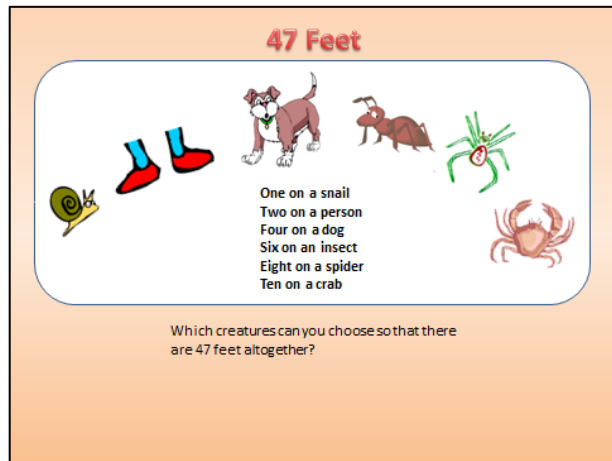 47 Feet
One on a snail
Two on a person
Four on a dog
Six on an insect
Eight on a spider
Ten on a crab
Which creatures can you choose so that there
are 47 feet altogether?